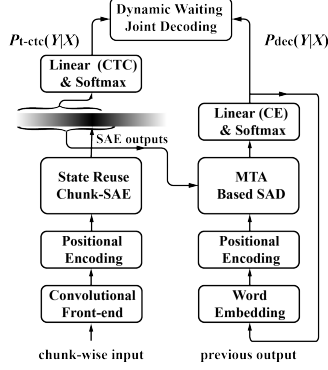 Dynamic Waiting
Joint Decoding
Pt-ctc(Y|X)
Pdec(Y|X)
Linear (CTC)
& Softmax
Linear (CE)
& Softmax
SAE outputs
State Reuse
Chunk-SAE
MTA
Based SAD
Positional
Encoding
Positional
Encoding
Convolutional
Front-end
Word
Embedding
chunk-wise input
previous output